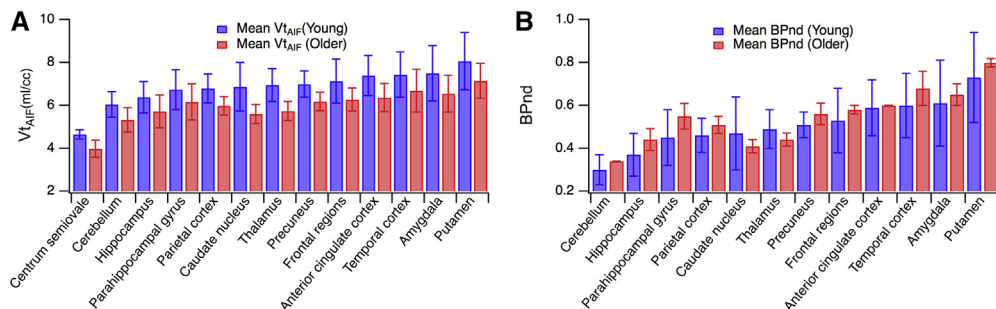 A
10
8
6
4
2
Vt_AIF(ml/cc)
Mean Vt_AIF(Young)
Mean Vt_AIF (Older)
Centrum semiovale
Cerebellum
Hippocampus
Parahippocampal gyrus
Parietal cortex
Caudate nucleus
Thalamus
Precuneus
Frontal regions
Anterior cingulate cortex
Temporal cortex
Amygdala
Putamen
B
1.0
0.8
0.6
0.4
0.2
BPnd
Mean BPnd (Young)
Mean BPnd (Older)
Cerebellum
Hippocampus
Parahippocampal gyrus
Parietal cortex
Caudate nucleus
Thalamus
Precuneus
Frontal regions
Anterior cingulate cortex
Temporal cortex
Amygdala
Putamen